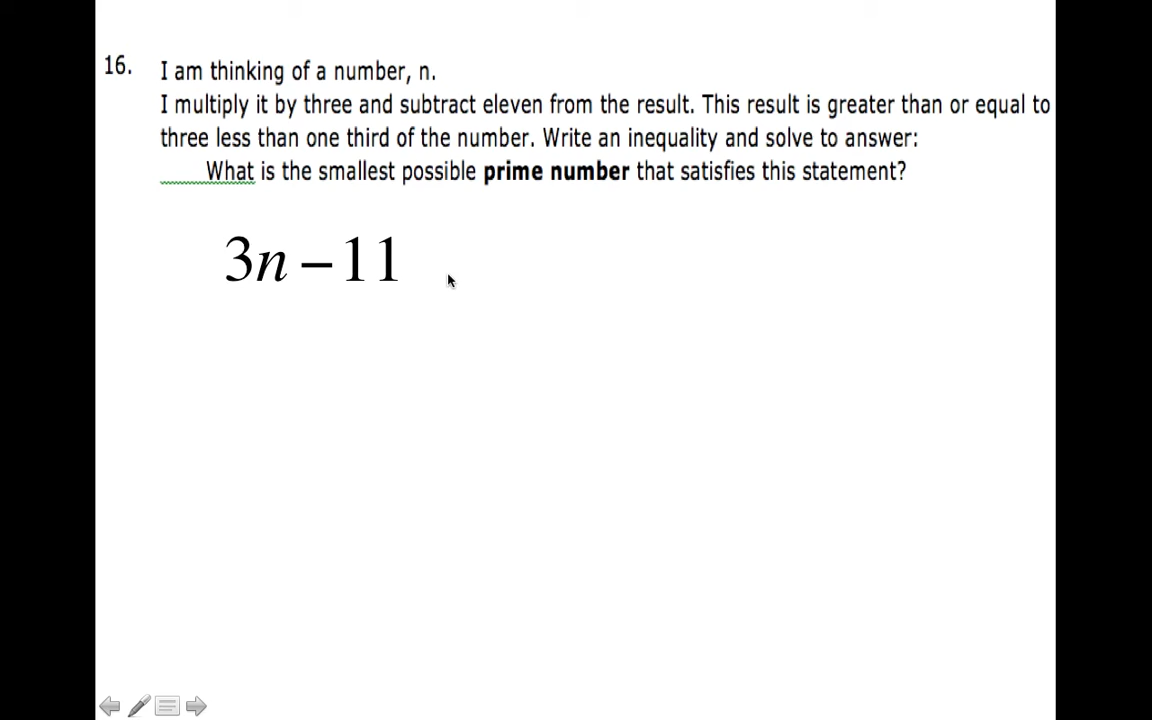 16.
I am thinking of a number, n.
I multiply it by three and subtract eleven from the result. This result is greater than or equal to
three less than one third of the number. Write an inequality and solve to answer:
What is the smallest possible prime number that satisfies this statement?
3n − 11